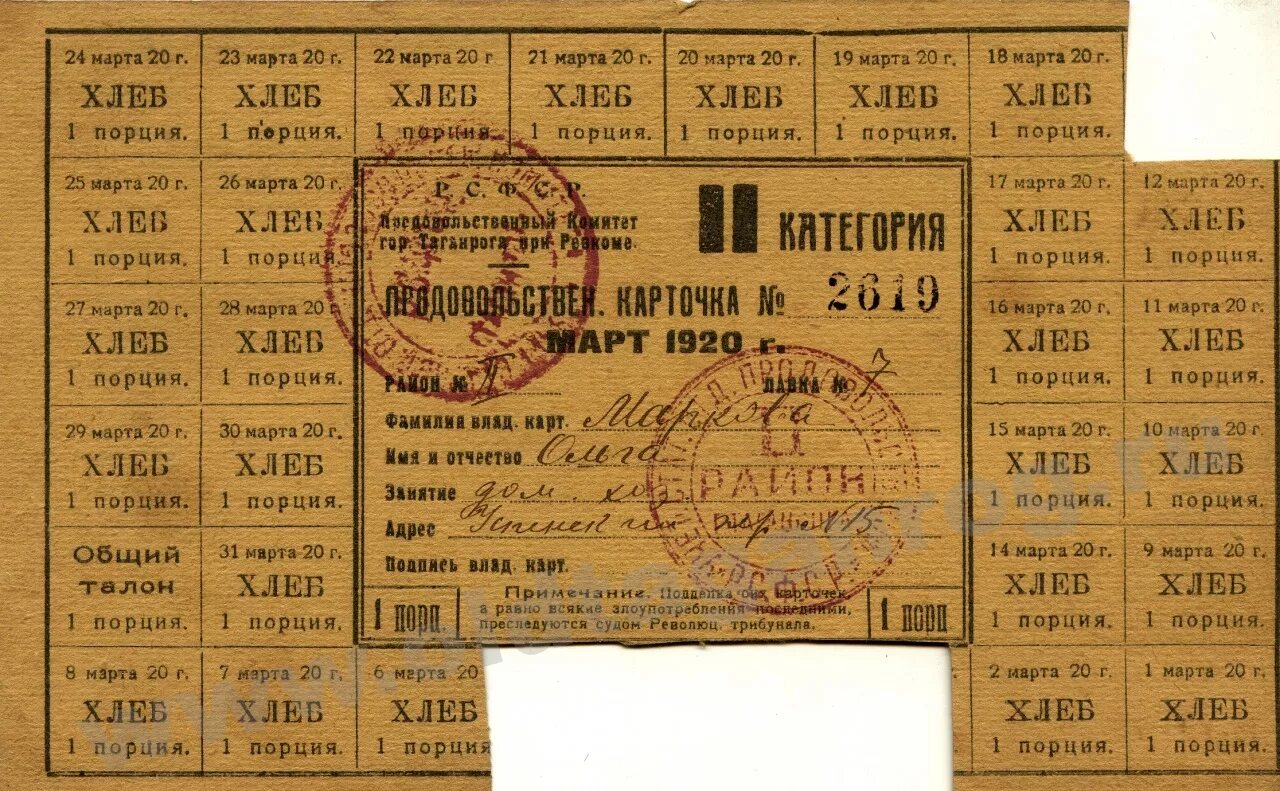 24 марта 20 г. 23 марта 20 г. 22 марта 20 г 21 марта 20 г. 20 марта 20 г. 19 марта 20 г. 18 марта 20 г.
ХЛЕБ ХЛЕБ ХЛЕБ ХЛЕБ ХЛЕБ ХЛЕБ ХЛЕБ
1 порция. 1 порция. 1 порция. 1 порция. 1 порция. 1 порция. 1 порция.
25 марта 20 г. 26 марта 20 г.
ХЛЕБ ХЛЕБ
1 порция. 1 порция.
27 марта 20 г. 28 марта 20 г.
ХЛЕБ ХЛЕБ
1 порция. 1 порция.
29 марта 20 г. 30 марта 20 г.
ХЛЕБ ХЛЕБ
1 порция. 1 порция.
Общий талон 31 марта 20 г.
ХЛЕБ
1 порция. 1 порция.
Р. С. Ф. С. Р.
Продовольственный Комитет
гор. Таганрога при Ревкоме.
II КАТЕГОРИЯ
ПРОДОВОЛЬСТВЕН. КАРТОЧКА № 2619
МАРТ 1920 г.
РАЙОН № II ЛАВКА № 7
Фамилия влад. карт. Маркова
Имя и отчество Ольга
Занятие дом. хоз.
Адрес № 15
Подпись влад. карт.
1 ПОРЦ.
Примечание. Подделка карточек,
а равно всякие злоупотребления последними,
преследуются судом Революц. трибунала.
1 ПОРЦ
II
РАЙОН
РСФСР
17 марта 20 г. 12 марта 20 г.
ХЛЕБ ХЛЕБ
1 порция. 1 порция.
16 марта 20 г. 11 марта 20 г.
ХЛЕБ ХЛЕБ
1 порция. 1 порция.
15 марта 20 г. 10 марта 20 г.
ХЛЕБ ХЛЕБ
1 порция. 1 порция.
14 марта 20 г. 9 марта 20 г.
ХЛЕБ ХЛЕБ
1 порция. 1 порция.
8 марта 20 г. 7 марта 20 г. 6 марта 20 2 марта 20 г. 1 марта 20 г.
ХЛЕБ ХЛЕБ ХЛЕБ ХЛЕБ ХЛЕБ
1 порция. 1 порция. 1 порция 1 порция. 1 порция.